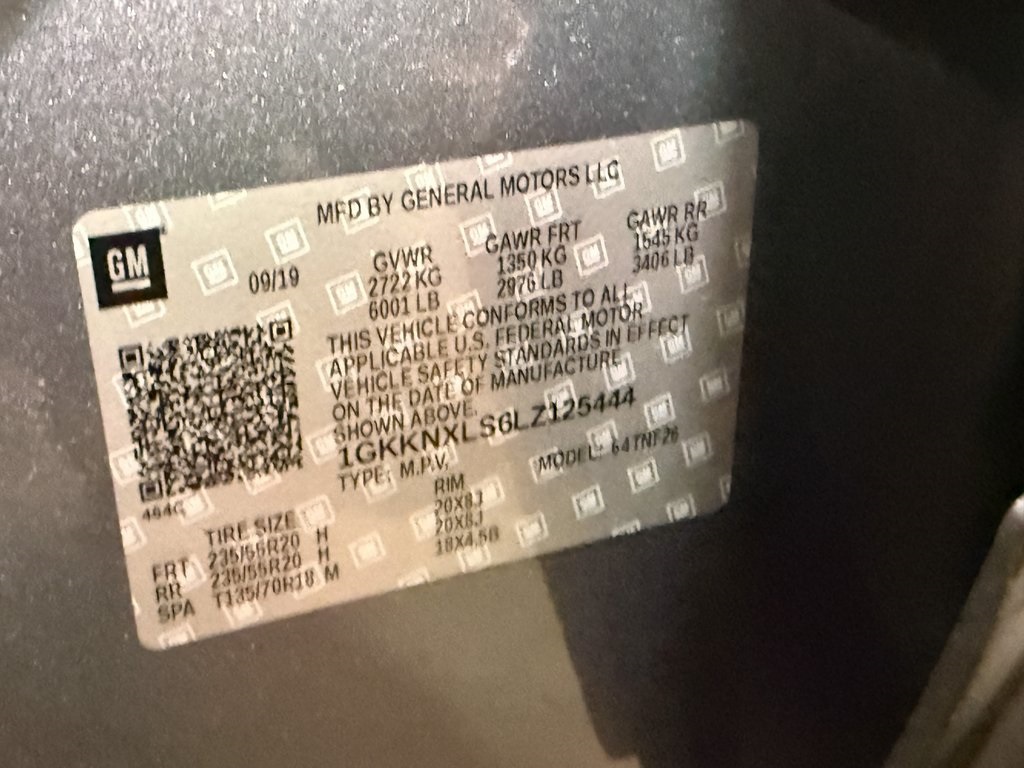 MFD BY GENERAL MOTORS LLC
GM
09/19
GVWR
2722 KG
6001 LB
GAWR FRT
1350 KG
2976 LB
GAWR RR
1545 KG
3406 LB
THIS VEHICLE CONFORMS TO ALL
APPLICABLE U.S. FEDERAL MOTOR
VEHICLE SAFETY STANDARDS IN EFFECT
ON THE DATE OF MANUFACTURE
SHOWN ABOVE.
1GKKNXLS6LZ125444
TYPE: M.P.V. MODEL: 
TIRE SIZE RIM
FRT 235/55R20 H 20X8J
RR 235/55R20 H 20X8J
SPA T135/70R18 M 18X4.5B